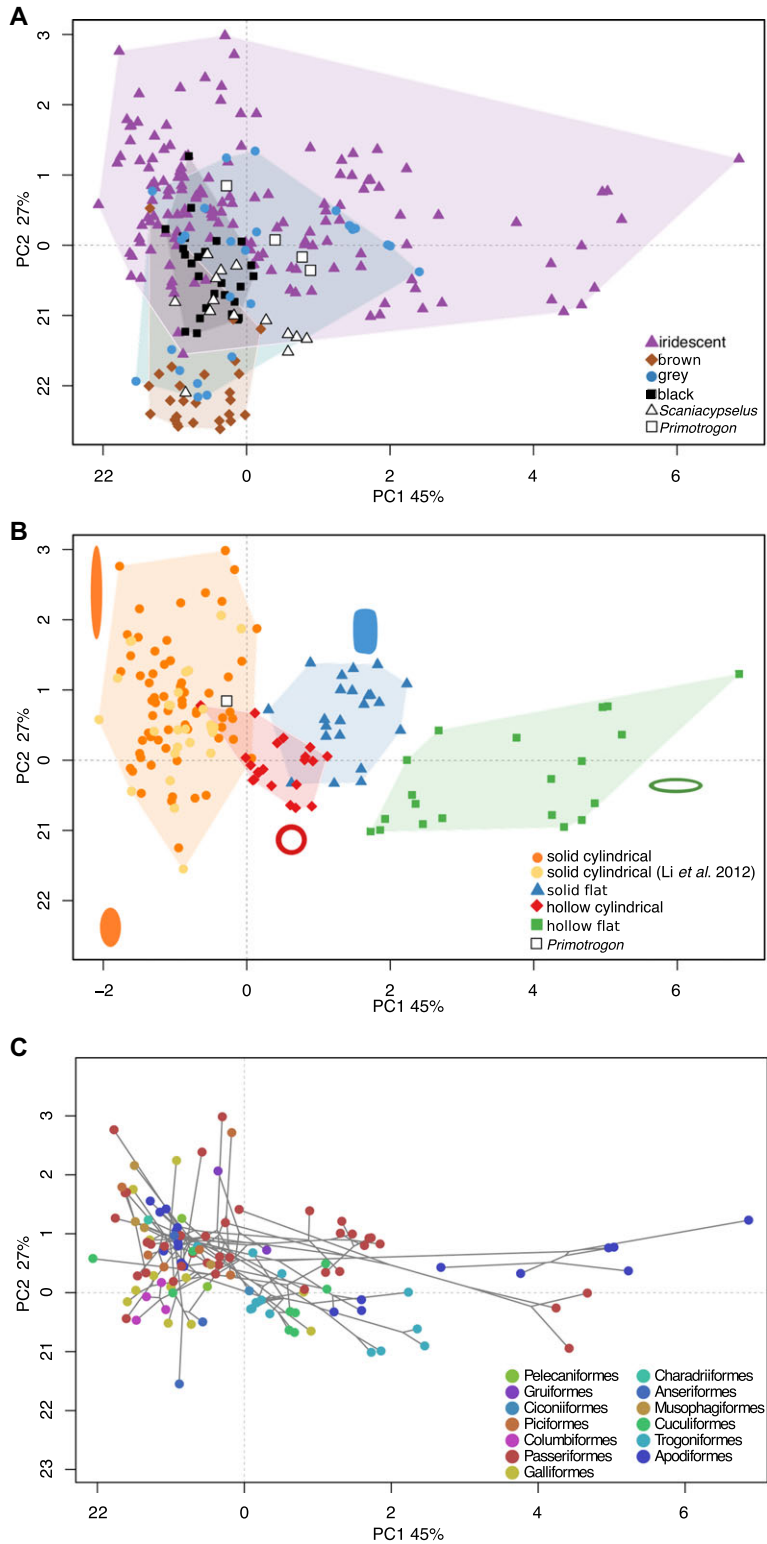 A
3
2
1
0
21
22
PC2 27%
iridescent
brown
grey
black
Scaniacypselus
Primotrogon
22
0
2
4
6
PC1 45%
B
3
2
1
0
21
22
PC2 27%
solid cylindrical
solid cylindrical (Li et al. 2012)
solid flat
hollow cylindrical
hollow flat
Primotrogon
−2
0
2
4
6
PC1 45%
C
3
2
1
0
21
22
23
PC2 27%
Pelecaniformes
Gruiformes
Ciconiiformes
Piciformes
Columbiformes
Passeriformes
Galliformes
Charadriiformes
Anseriformes
Musophagiformes
Cuculiformes
Trogoniformes
Apodiformes
22
0
2
4
6
PC1 45%